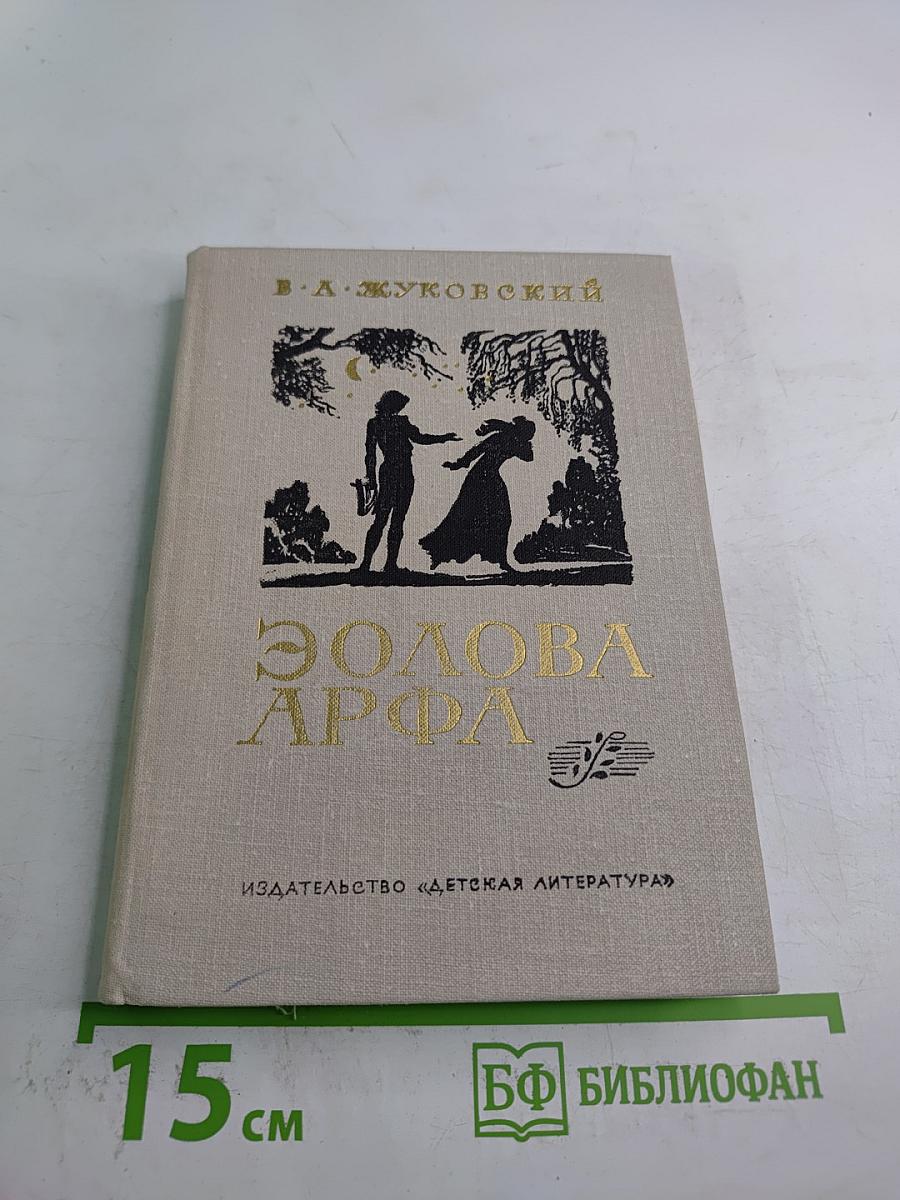 В·А·ЖУКОВСКИЙ
ЭОЛОВА
АРФА
ИЗДАТЕЛЬСТВО «ДЕТСКАЯ ЛИТЕРАТУРА»
15 см
БФ БИБЛИОФАН